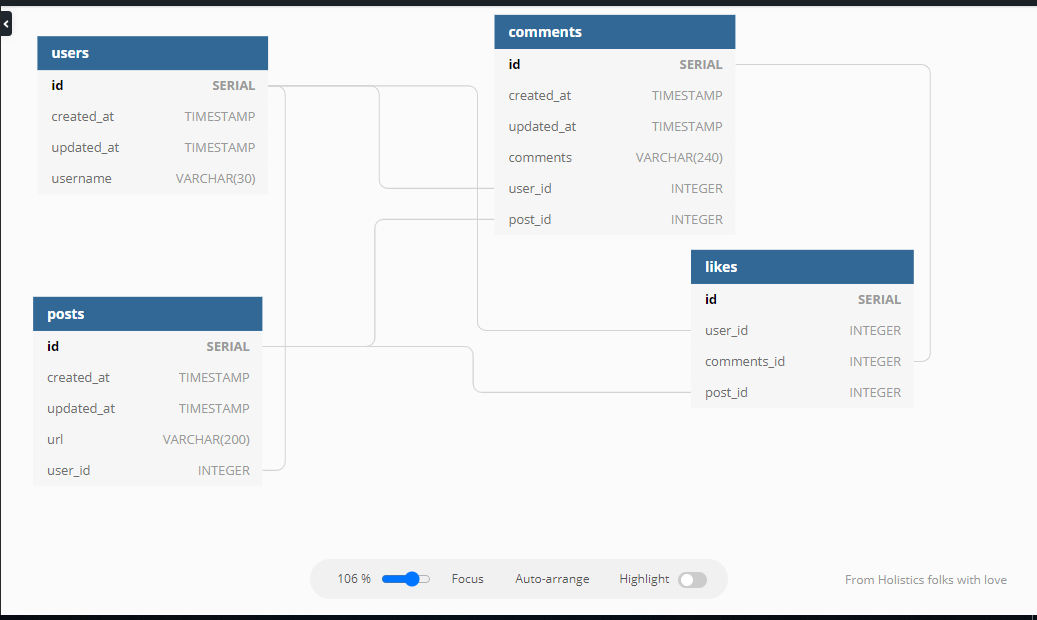 users
id SERIAL
created_at TIMESTAMP
updated_at TIMESTAMP
username VARCHAR(30)
comments
id SERIAL
created_at TIMESTAMP
updated_at TIMESTAMP
comments VARCHAR(240)
user_id INTEGER
post_id INTEGER
likes
id SERIAL
user_id INTEGER
comments_id INTEGER
post_id INTEGER
posts
id SERIAL
created_at TIMESTAMP
updated_at TIMESTAMP
url VARCHAR(200)
user_id INTEGER
106 % Focus Auto-arrange Highlight
From Holistics folks with love